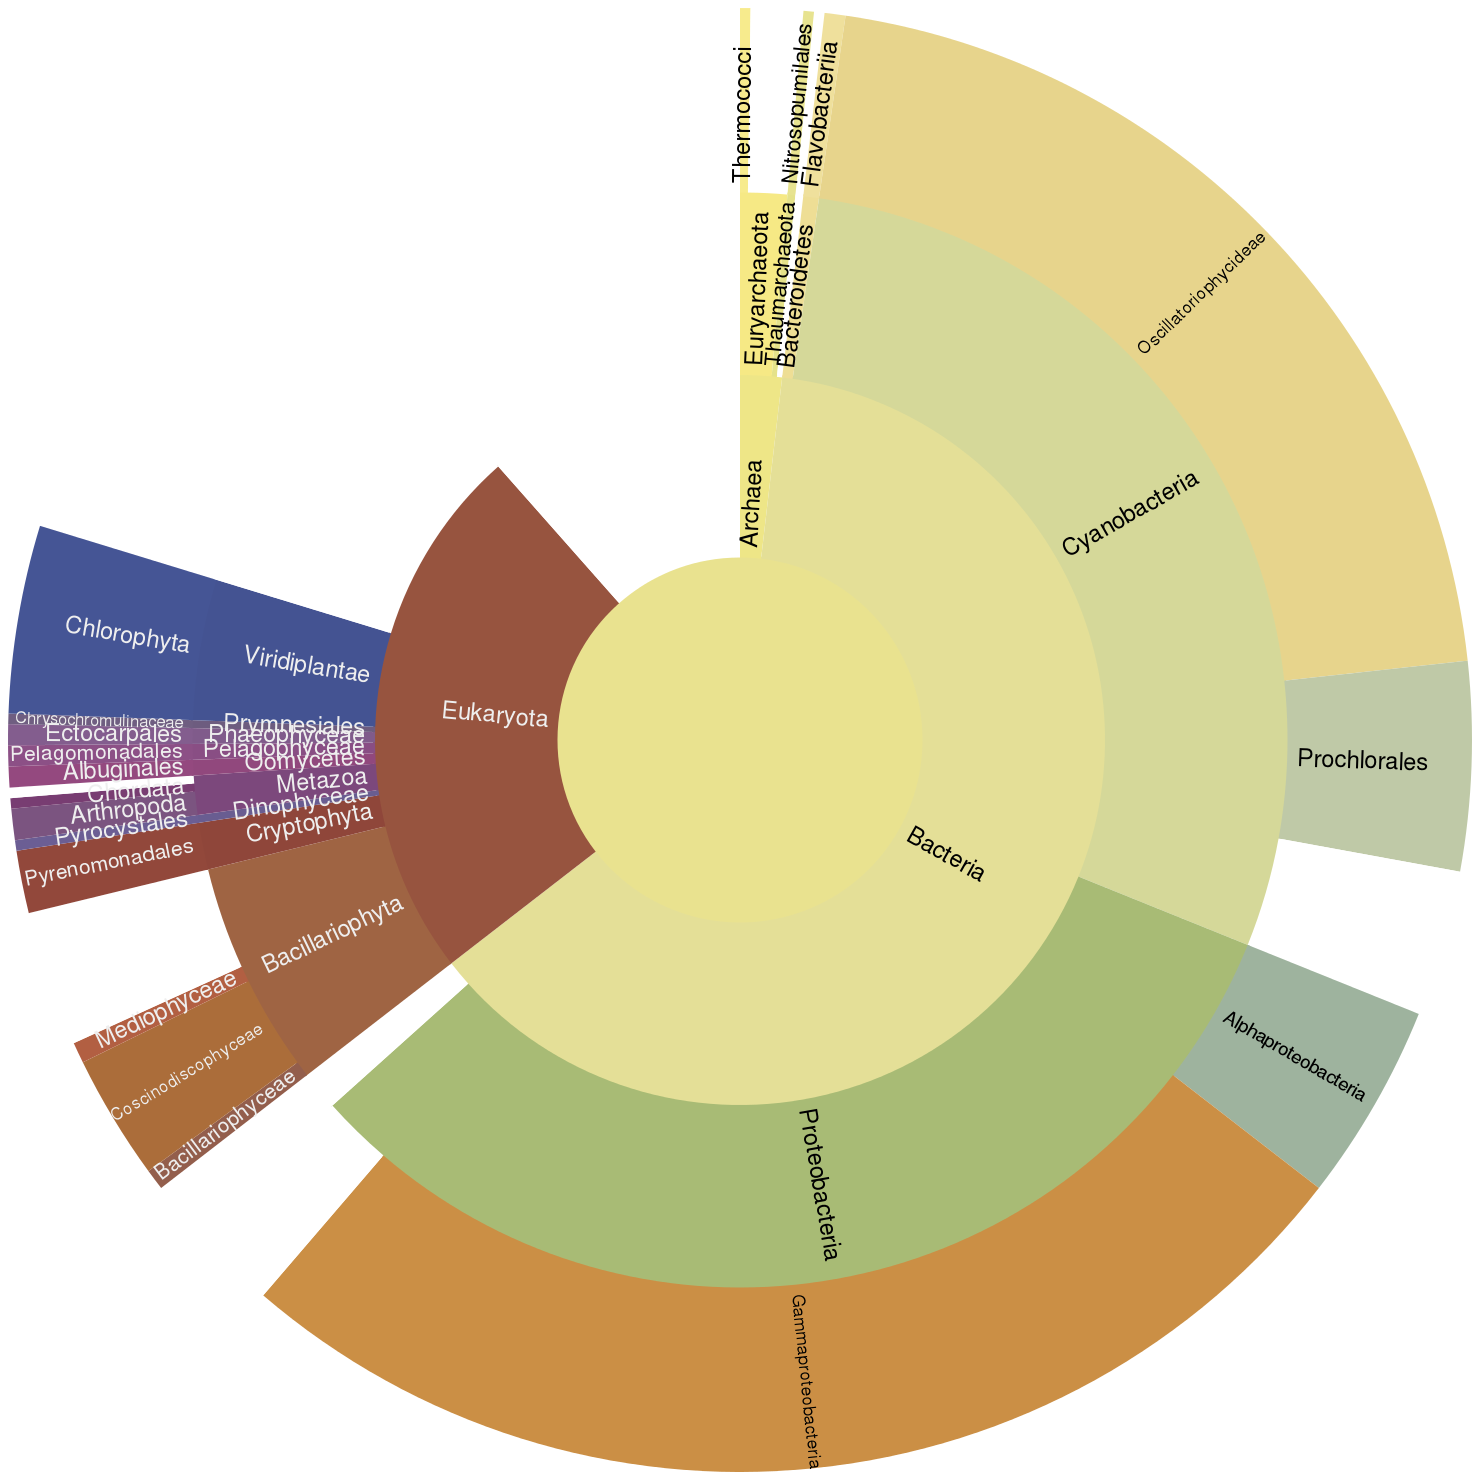 Thermococci
Nitrosopumilales
Flavobacteriia
Euryarchaeota
Thaumarchaeota
Bacteroidetes
Archaea
Oscillatoriophycideae
Cyanobacteria
Prochlorales
Bacteria
Alphaproteobacteria
Proteobacteria
Gammaproteobacteria
Eukaryota
Chlorophyta
Viridiplantae
Chrysochromulinaceae
Prymnesiales
Ectocarpales
Phaeophyceae
Pelagomonadales
Pelagophyceae
Albuginales
Oomycetes
Chordata
Metazoa
Arthropoda
Pyrocystales
Dinophyceae
Pyrenomonadales
Cryptophyta
Bacillariophyta
Mediophyceae
Coscinodiscophyceae
Bacillariophyceae